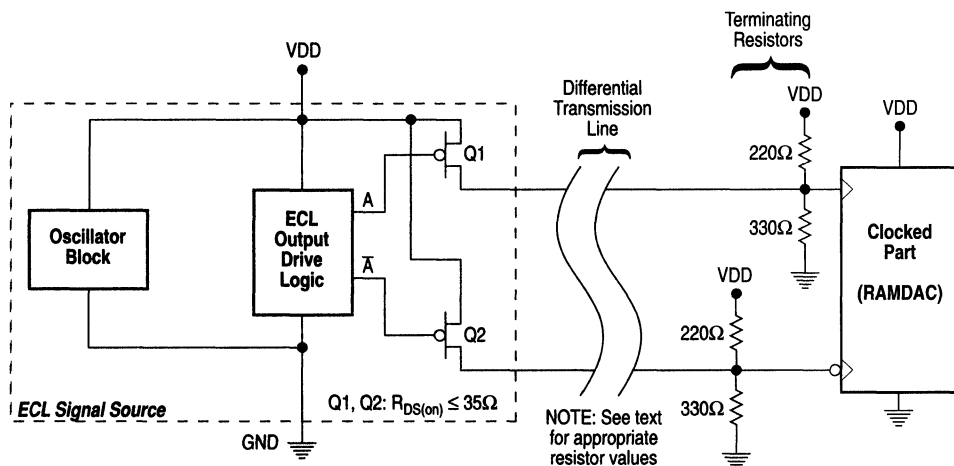 Terminating
Resistors
VDD
Differential
Transmission
Line
VDD
VDD
Q1
220Ω
A
ECL
Output
Drive
Logic
Oscillator
Block
330Ω
Clocked
Part
(RAMDAC)
A̅
VDD
Q2
220Ω
330Ω
ECL Signal Source
Q1, Q2: RDS(on) ≤ 35Ω
GND
NOTE: See text
for appropriate
resistor values